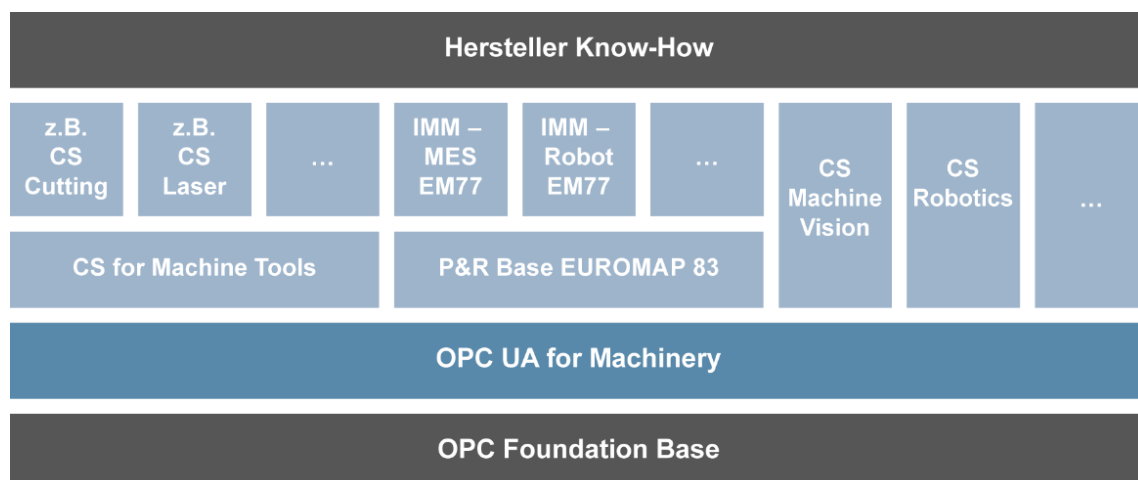 Hersteller Know-How
z.B.
CS
Cutting
z.B.
CS
Laser
...
IMM –
MES
EM77
IMM –
Robot
EM77
...
CS
Machine
Vision
CS
Robotics
...
CS for Machine Tools
P&R Base EUROMAP 83
OPC UA for Machinery
OPC Foundation Base